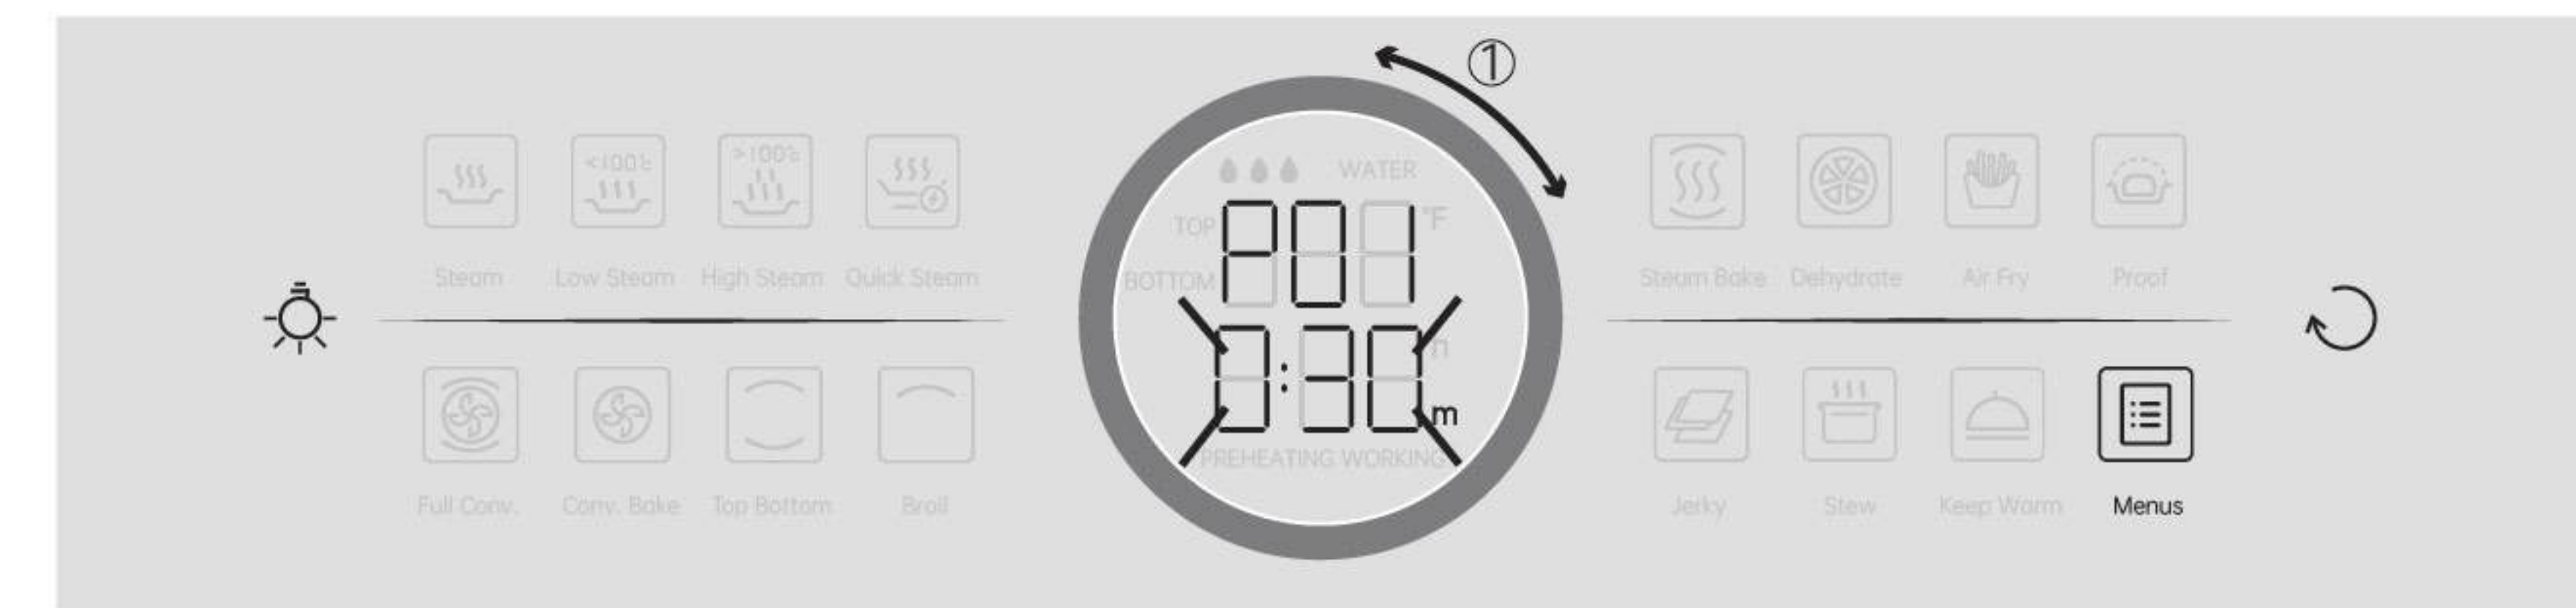 ①
WATER
<100℃ >100℃
TOP P01 °F
Steam Low Steam High Steam Quick Steam
BOTTOM
Steam Bake Dehydrate Air Fry Proof
0:30 h
m
PREHEATING WORKING
Full Conv. Conv. Bake Top Bottom Broil
Jerky Stew Keep Warm Menus